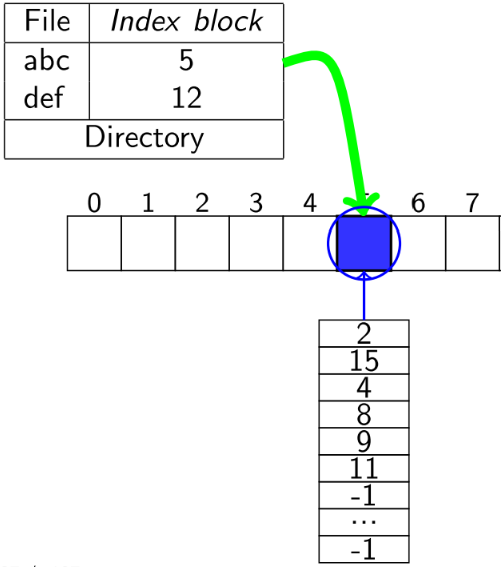 File Index block
abc 5
def 12
Directory
0 1 2 3 4 6 7
2
15
4
8
9
11
-1
...
-1